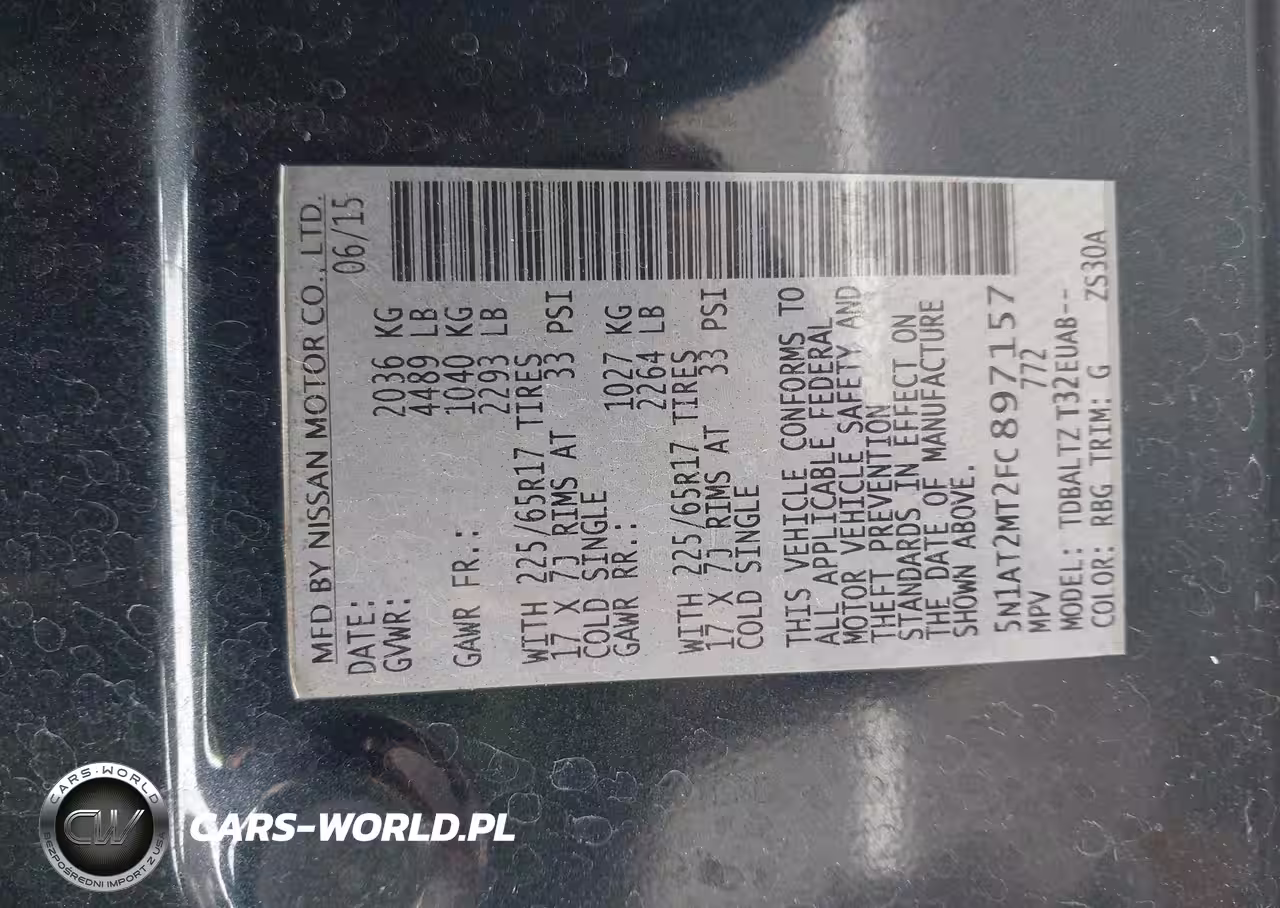 MFD BY NISSAN MOTOR CO., LTD.
DATE: 06/15
GVWR: 2036 KG
4489 LB
GAWR FR.: 1040 KG
2293 LB
WITH 225/65R17 TIRES
17 X 7J RIMS AT 33 PSI
COLD SINGLE
GAWR RR.: 1027 KG
2264 LB
WITH 225/65R17 TIRES
17 X 7J RIMS AT 33 PSI
COLD SINGLE
THIS VEHICLE CONFORMS TO
ALL APPLICABLE FEDERAL
MOTOR VEHICLE SAFETY AND
THEFT PREVENTION
STANDARDS IN EFFECT ON
THE DATE OF MANUFACTURE
SHOWN ABOVE.
5N1AT2MT2FC897157
MPV 772
MODEL: TDBALTZ T32EUAB--
COLOR: RBG TRIM: G ZS30A
CARS-WORLD
CW
BEZPOŚREDNI IMPORT Z USA
CARS-WORLD.PL